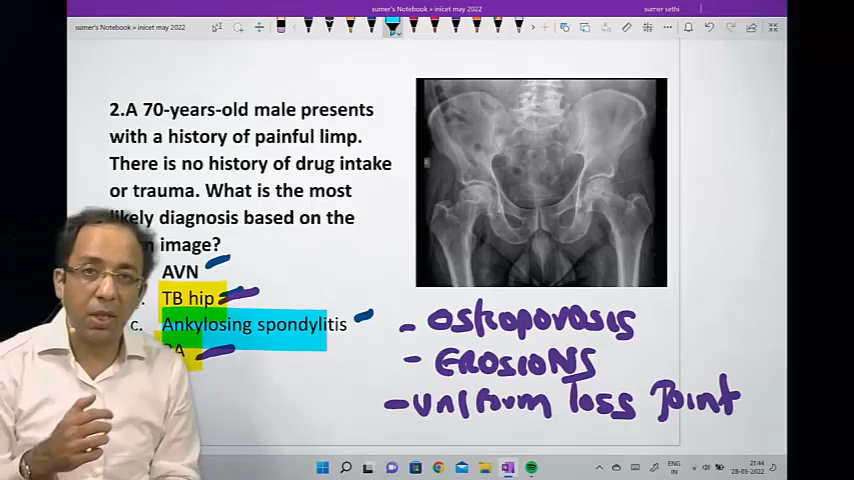 sumer's Notebook » inicet may 2022
sumer sethi
sumer's Notebook » inicet may 2022
2.A 70-years-old male presents
with a history of painful limp.
There is no history of drug intake
or trauma. What is the most
likely diagnosis based on the
image?
AVN
TB hip
c. Ankylosing spondylitis
RA
- Osteoporosis
- EROSIONS
- Uniform loss Joint
ENG
IN
21:44
28-05-2022